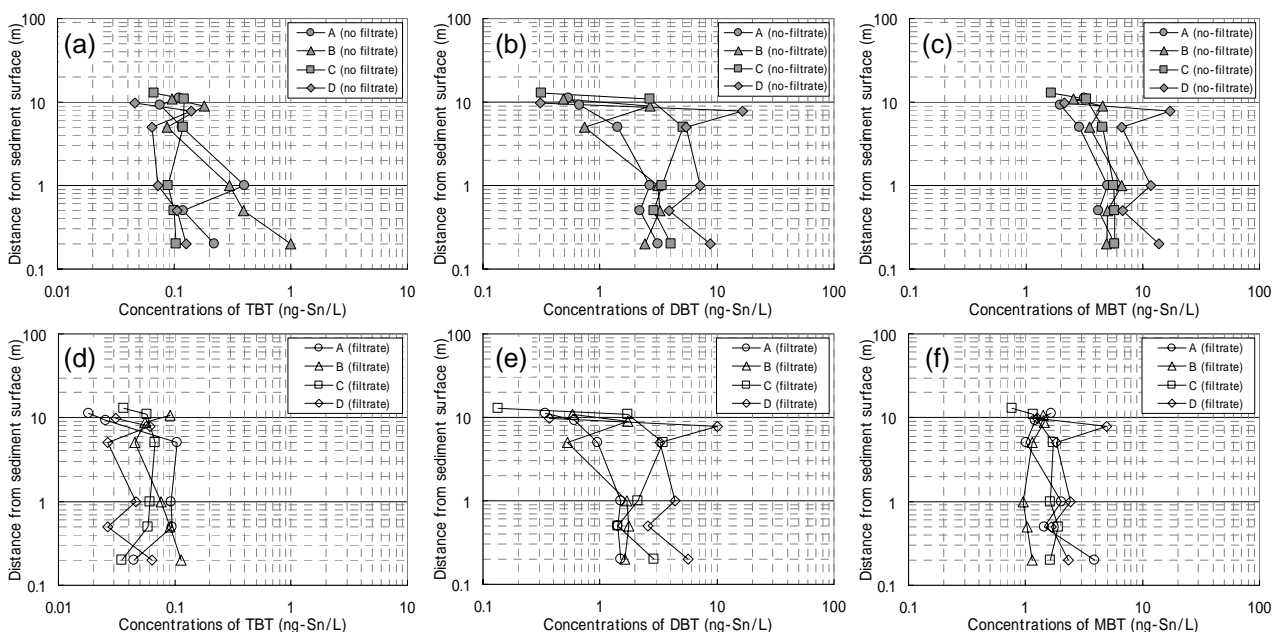 (a)
A (no filtrate)
B (no filtrate)
C (no filtrate)
D (no filtrate)
Distance from sediment surface (m)
100
10
1
0.1
0.01
0.1
1
10
Concentrations of TBT (ng-Sn/L)
(b)
A (no-filtrate)
B (no-filtrate)
C (no-filtrate)
D (no-filtrate)
Distance from sediment surface (m)
100
10
1
0.1
0.1
1
10
100
Concentrations of DBT (ng-Sn/L)
(c)
A (no-filtrate)
B (no-filtrate)
C (no-filtrate)
D (no-filtrate)
Distance from sediment surface (m)
100
10
1
0.1
0.1
1
10
100
Concentrations of MBT (ng-Sn/L)
(d)
A (filtrate)
B (filtrate)
C (filtrate)
D (filtrate)
Distance from sediment surface (m)
100
10
1
0.1
0.01
0.1
1
10
Concentrations of TBT (ng-Sn/L)
(e)
A (filtrate)
B (filtrate)
C (filtrate)
D (filtrate)
Distance from sediment surface (m)
100
10
1
0.1
0.1
1
10
100
Concentrations of DBT (ng-Sn/L)
(f)
A (filtrate)
B (filtrate)
C (filtrate)
D (filtrate)
Distance from sediment surface (m)
100
10
1
0.1
0.1
1
10
100
Concentrations of MBT (ng-Sn/L)